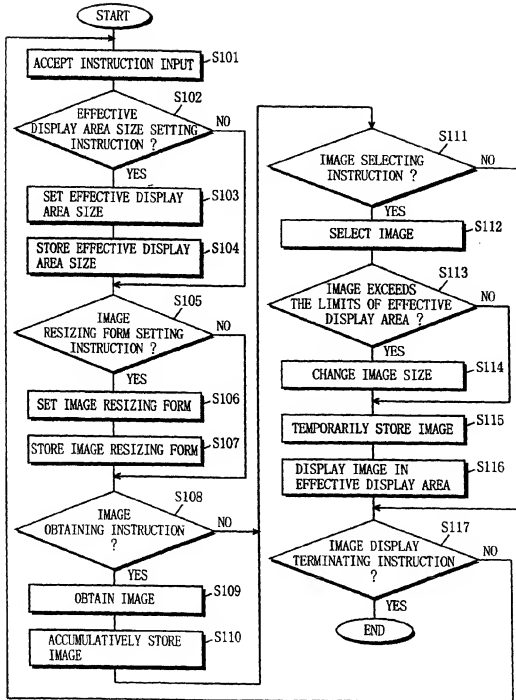 START
ACCEPT INSTRUCTION INPUT
S101
EFFECTIVE
DISPLAY AREA SIZE SETTING
INSTRUCTION ?
S102
NO
YES
SET EFFECTIVE DISPLAY
AREA SIZE
S103
STORE EFFECTIVE DISPLAY
AREA SIZE
S104
IMAGE
RESIZING FORM SETTING
INSTRUCTION ?
S105
NO
YES
SET IMAGE RESIZING FORM
S106
STORE IMAGE RESIZING FORM
S107
IMAGE
OBTAINING INSTRUCTION
?
S108
NO
YES
OBTAIN IMAGE
S109
ACCUMULATIVELY STORE
IMAGE
S110
IMAGE SELECTING
INSTRUCTION ?
S111
NO
YES
SELECT IMAGE
S112
IMAGE EXCEEDS
THE LIMITS OF EFFECTIVE
DISPLAY AREA ?
S113
NO
YES
CHANGE IMAGE SIZE
S114
TEMPORARILY STORE IMAGE
S115
DISPLAY IMAGE IN
EFFECTIVE DISPLAY AREA
S116
IMAGE DISPLAY
TERMINATING INSTRUCTION
?
S117
NO
YES
END